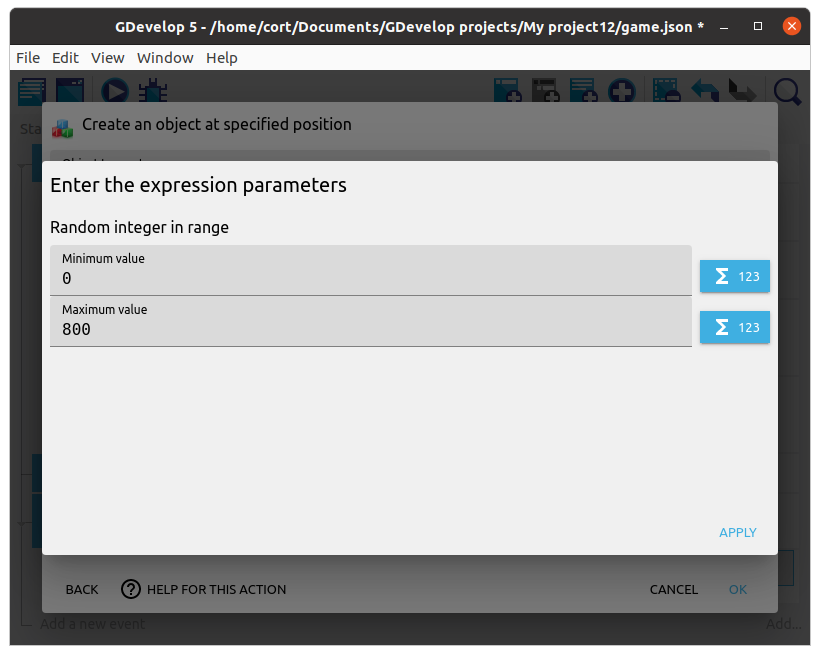 GDevelop 5 - /home/cort/Documents/GDevelop projects/My project12/game.json *
File Edit View Window Help
Create an object at specified position
Enter the expression parameters
Random integer in range
Minimum value
0
Σ 123
Maximum value
800
Σ 123
APPLY
BACK
HELP FOR THIS ACTION
CANCEL
OK
Add a new event
Add...